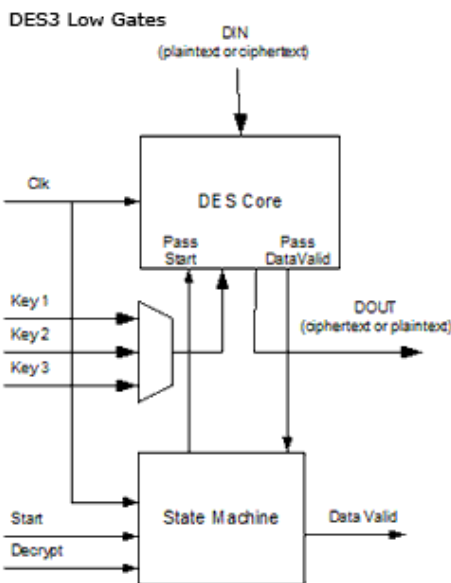 DES3 Low Gates
DIN
(plaintext or ciphertext)
Clk
DES Core
Pass
Start
Pass
DataValid
Key 1
Key 2
Key 3
DOUT
(ciphertext or plaintext)
State Machine
Start
Decrypt
Data Valid